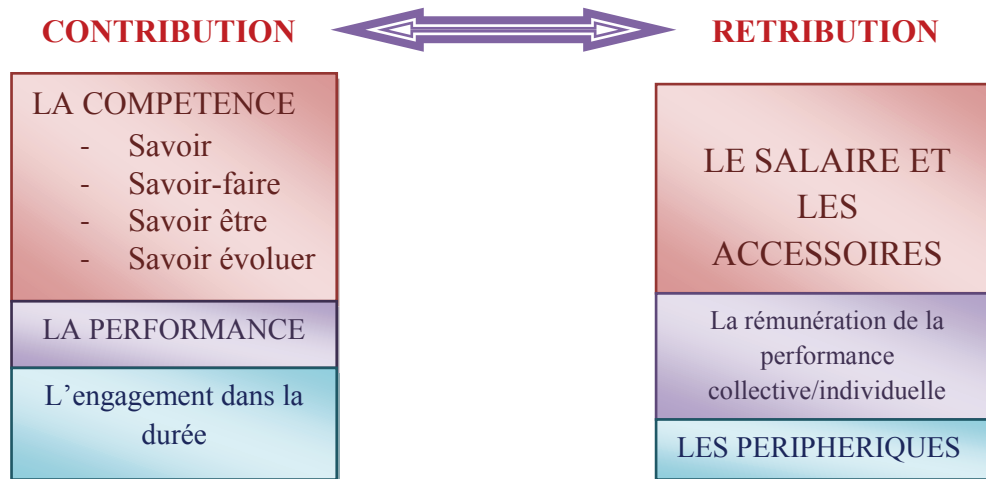 CONTRIBUTION
LA COMPETENCE
- Savoir
- Savoir-faire
- Savoir être
- Savoir évoluer
LA PERFORMANCE
L’engagement dans la
durée
RETRIBUTION
LE SALAIRE ET
LES
ACCESSOIRES
La rémunération de la
performance
collective/individuelle
LES PERIPHERIQUES